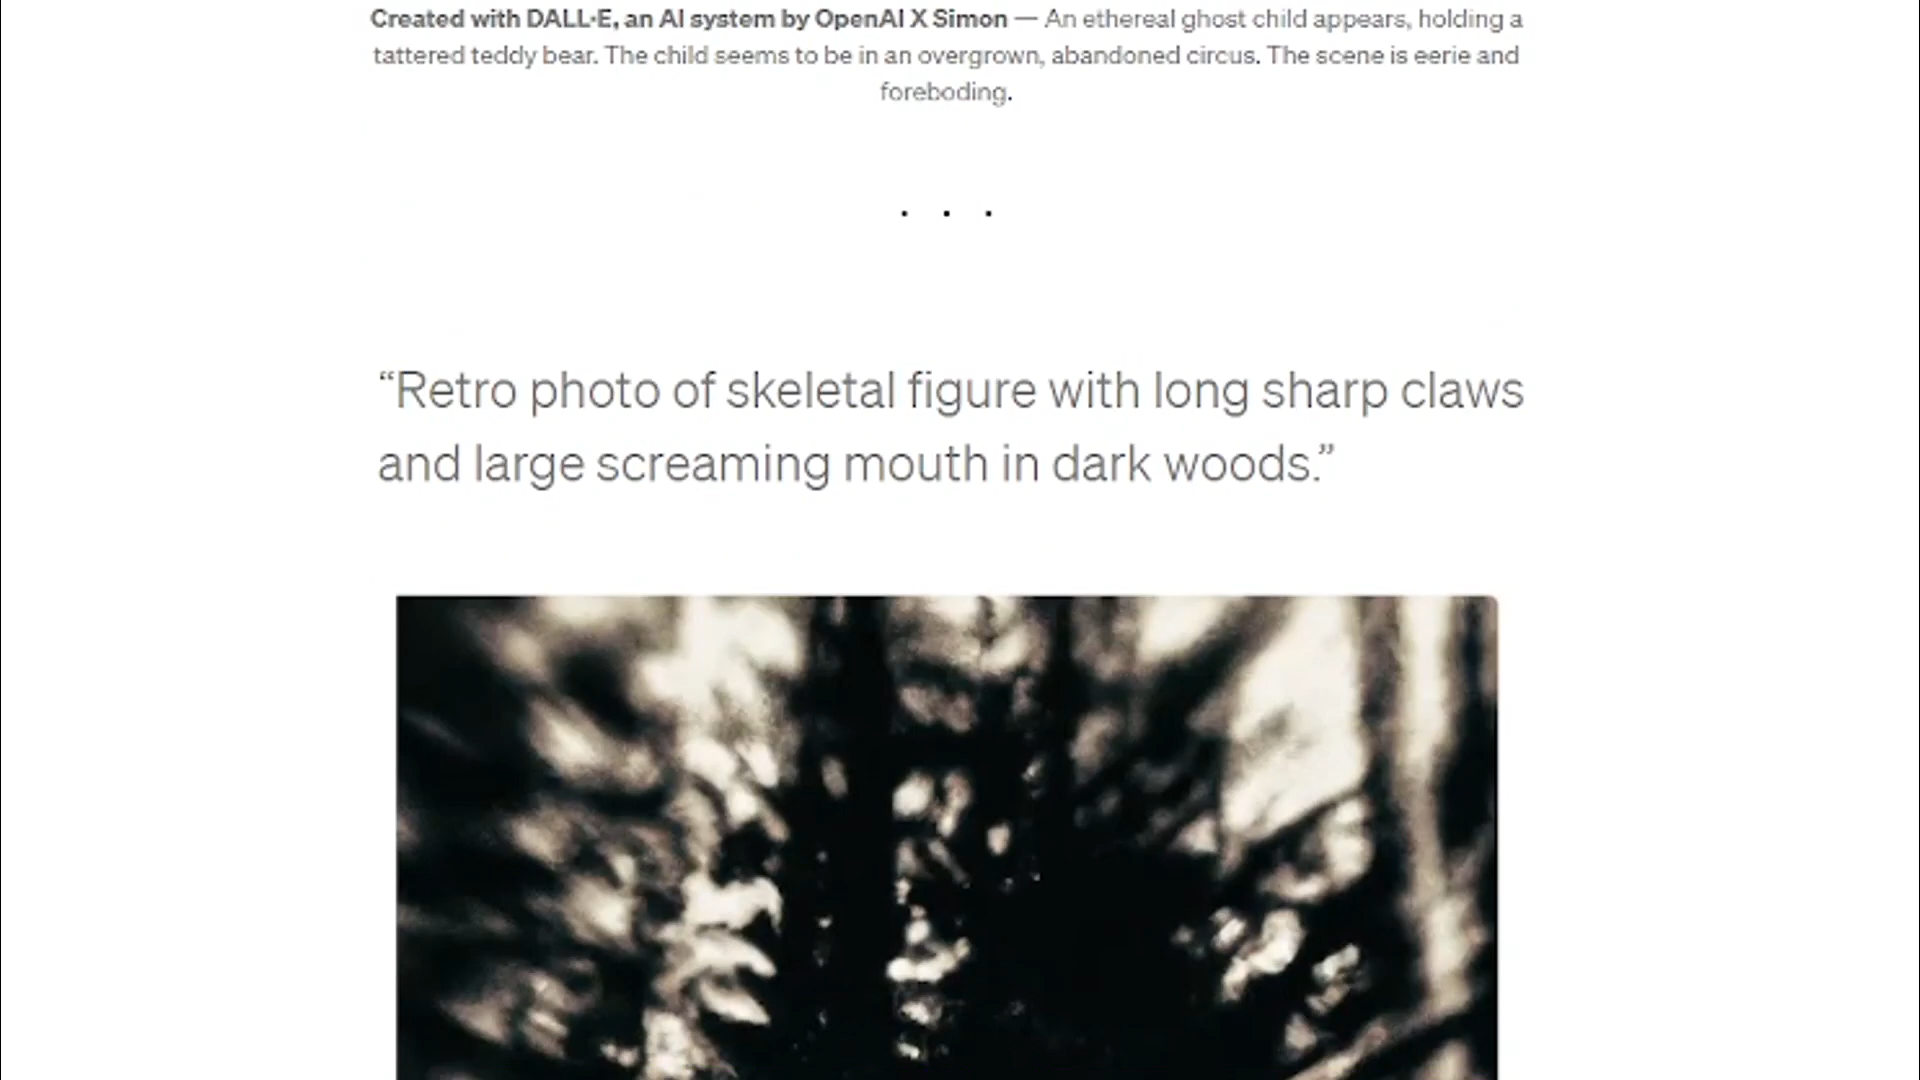 Created with DALL·E, an AI system by OpenAI X Simon — An ethereal ghost child appears, holding a
tattered teddy bear. The child seems to be in an overgrown, abandoned circus. The scene is eerie and
foreboding.
. . .
“Retro photo of skeletal figure with long sharp claws
and large screaming mouth in dark woods.”